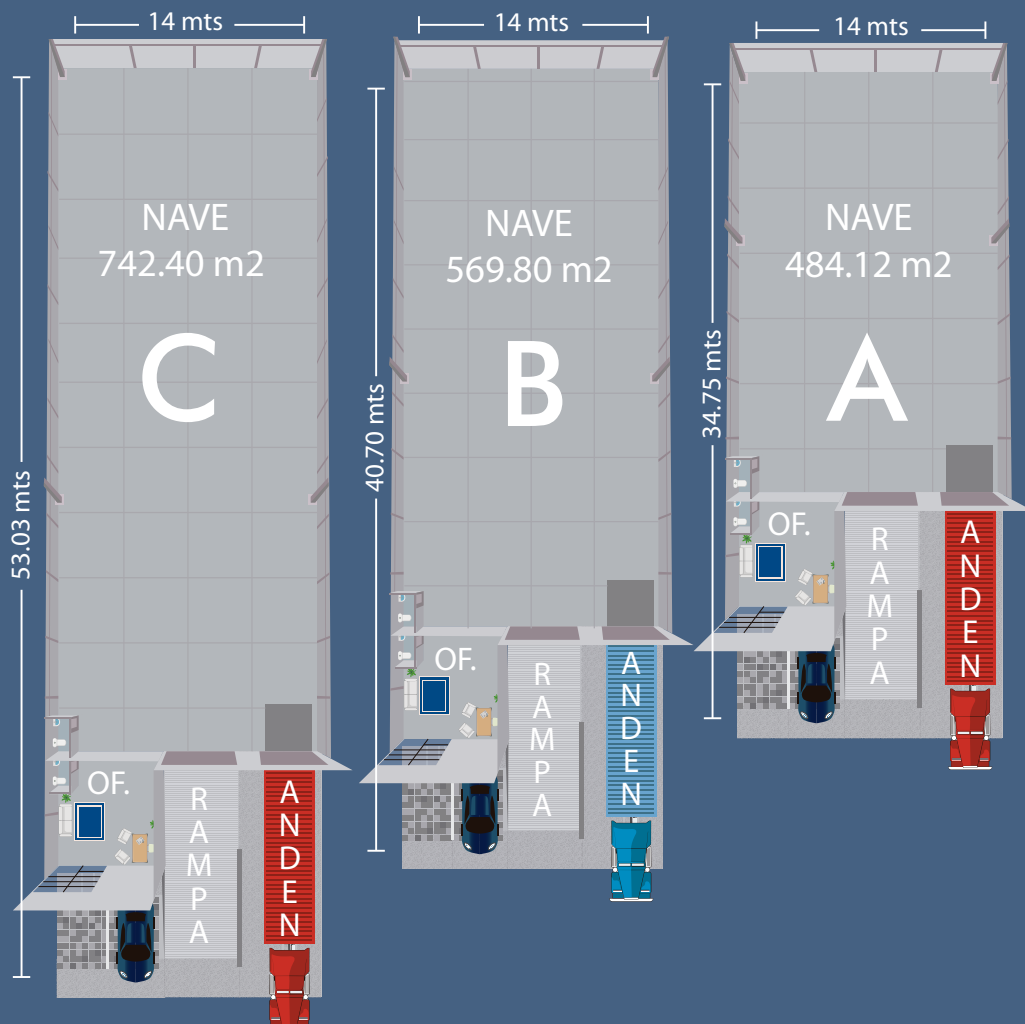 14 mts
53.03 mts
NAVE
742.40 m2
C
OF.
RAMPA
ANDEN
14 mts
40.70 mts
NAVE
569.80 m2
B
OF.
RAMPA
ANDEN
14 mts
34.75 mts
NAVE
484.12 m2
A
OF.
RAMPA
ANDEN